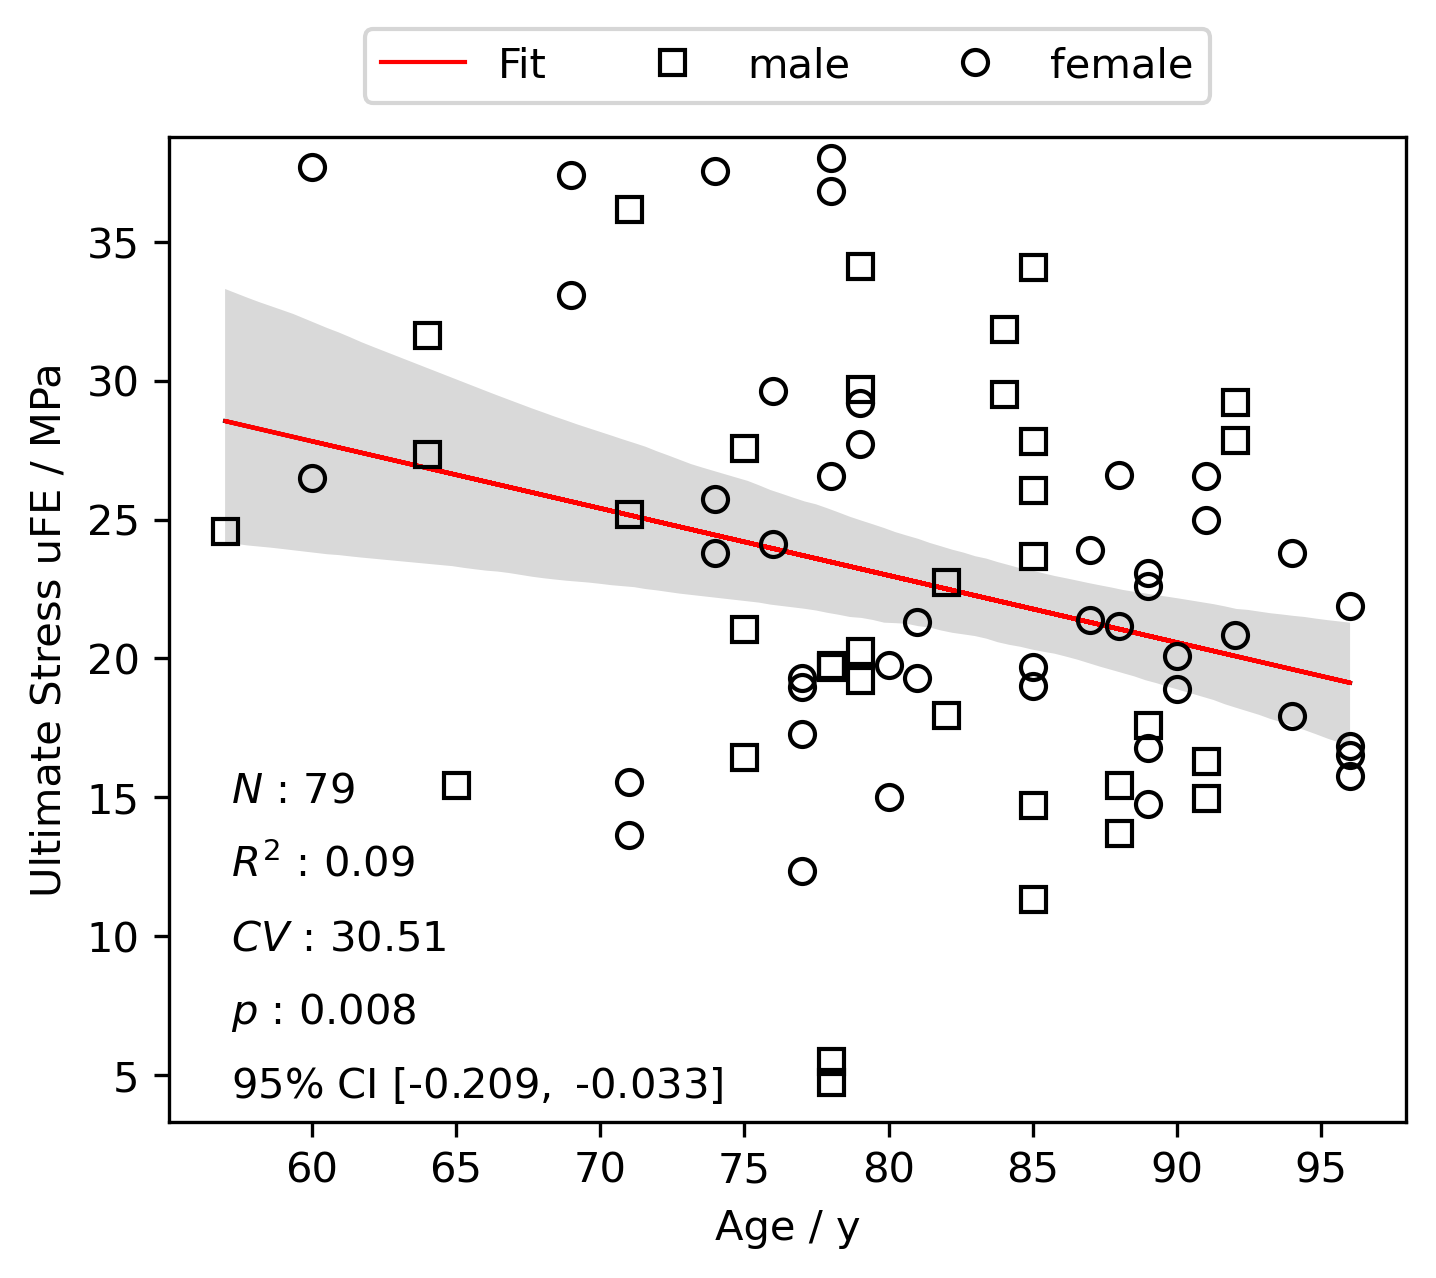 Fit male female
35
30
25
20
15
10
5
Ultimate Stress uFE / MPa
N : 79
R² : 0.09
CV : 30.51
p : 0.008
95% CI [-0.209, -0.033]
60 65 70 75 80 85 90 95
Age / y